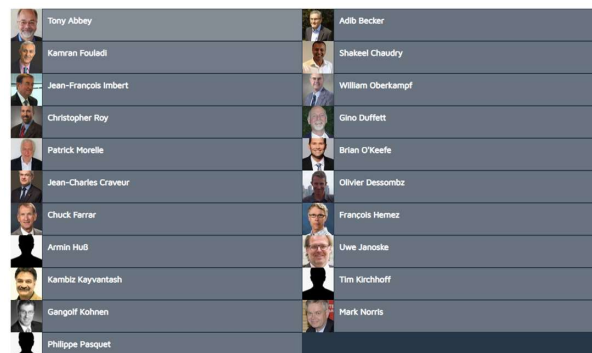 Tony Abbey
Adib Becker
Kamran Fouladi
Shakeel Chaudry
Jean-François Imbert
William Oberkampf
Christopher Roy
Gino Duffett
Patrick Morelle
Brian O'Keefe
Jean-Charles Craveur
Olivier Dessombz
Chuck Farrar
François Hemez
Armin Huß
Uwe Janoske
Kambiz Kayvantash
Tim Kirchhoff
Gangolf Kohnen
Mark Norris
Philippe Pasquet